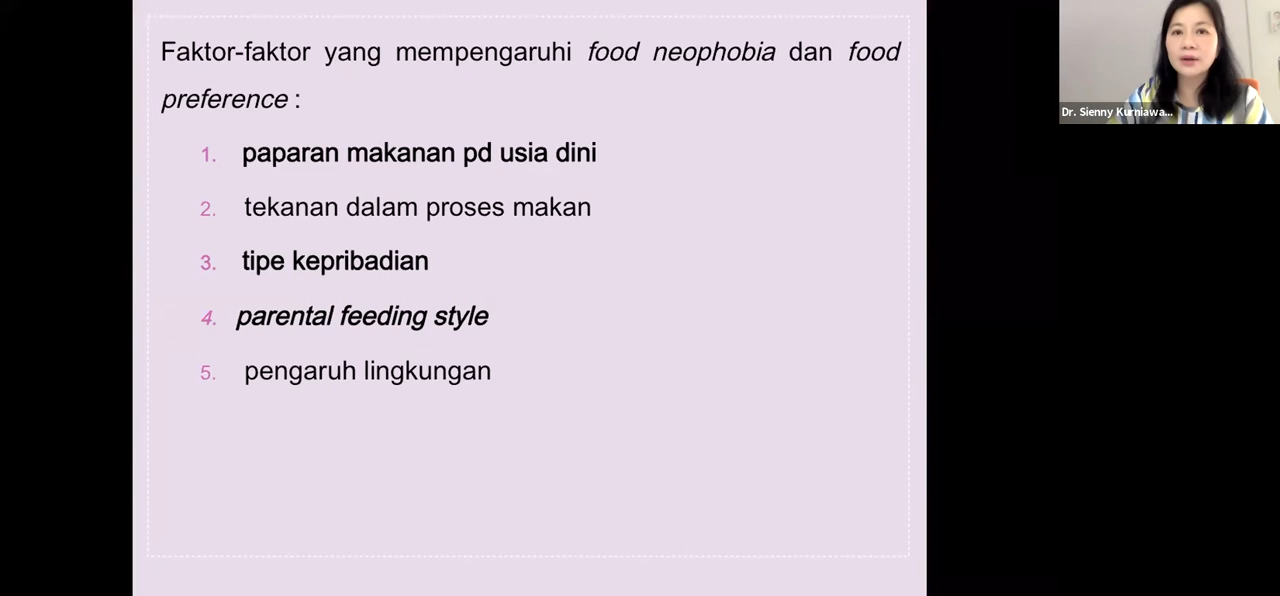 Faktor-faktor yang mempengaruhi food neophobia dan food
preference :
1. paparan makanan pd usia dini
2. tekanan dalam proses makan
3. tipe kepribadian
4. parental feeding style
5. pengaruh lingkungan
Dr. Sienny Kurniawa...